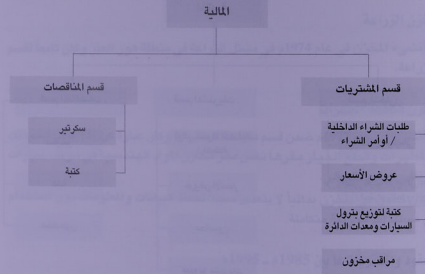 المالية
قسم المشتريات
قسم المناقصات
طلبات الشراء الداخلية
/ أوأمر الشراء
سكرتير
عروض الأسعار
كتبة
كتبة لتوزيع بترول
السيارات ومعدات الدائرة
مراقب مخزون